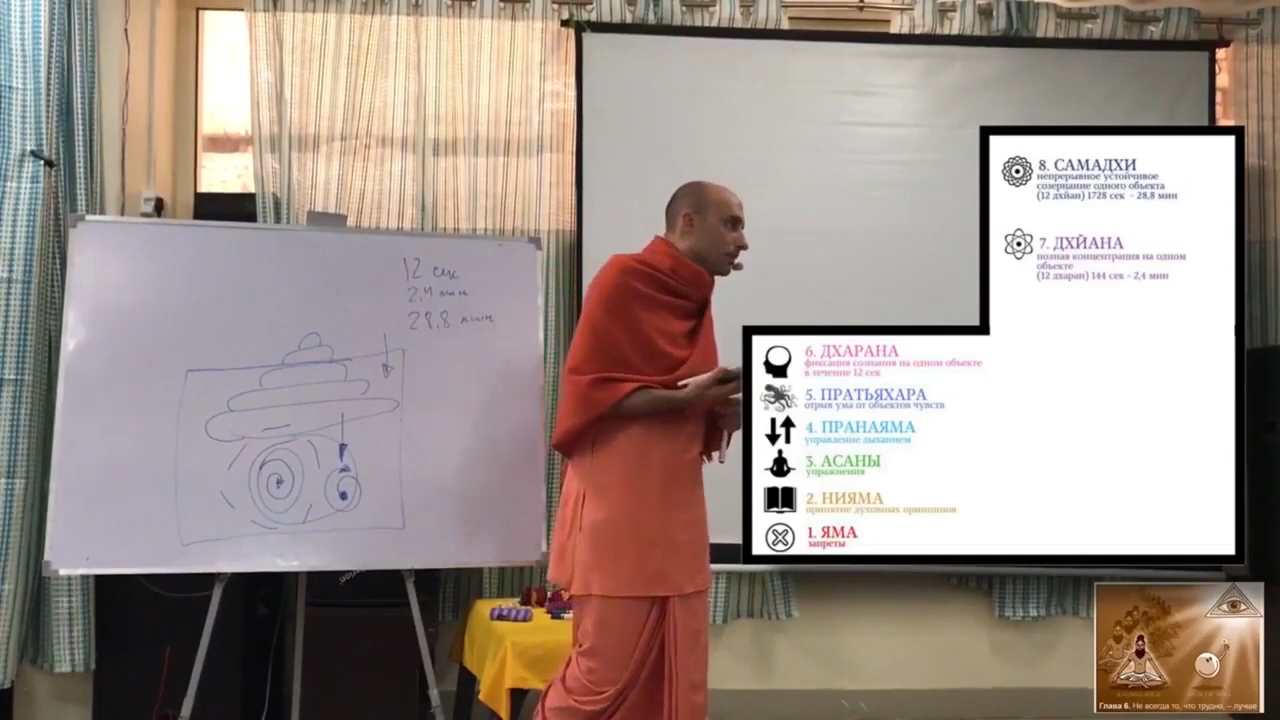 12 сек
2,4 мин
28,8 мин
8. САМАДХИ
непрерывное устойчивое
созерцание одного объекта
(12 дхйан) 1728 сек - 28,8 мин
7. ДХЙАНА
полная концентрация на одном
объекте
(12 дхаран) 144 сек - 2,4 мин
6. ДХАРАНА
фиксация сознания на одном объекте
в течение 12 сек
5. ПРАТЬЯХАРА
отрыв ума от объектов чувств
4. ПРАНАЯМА
управление дыханием
3. АСАНЫ
упражнения
2. НИЯМА
принятие духовных принципов
1. ЯМА
запреты
Глава 6. Не всегда то, что трудно, – лучше